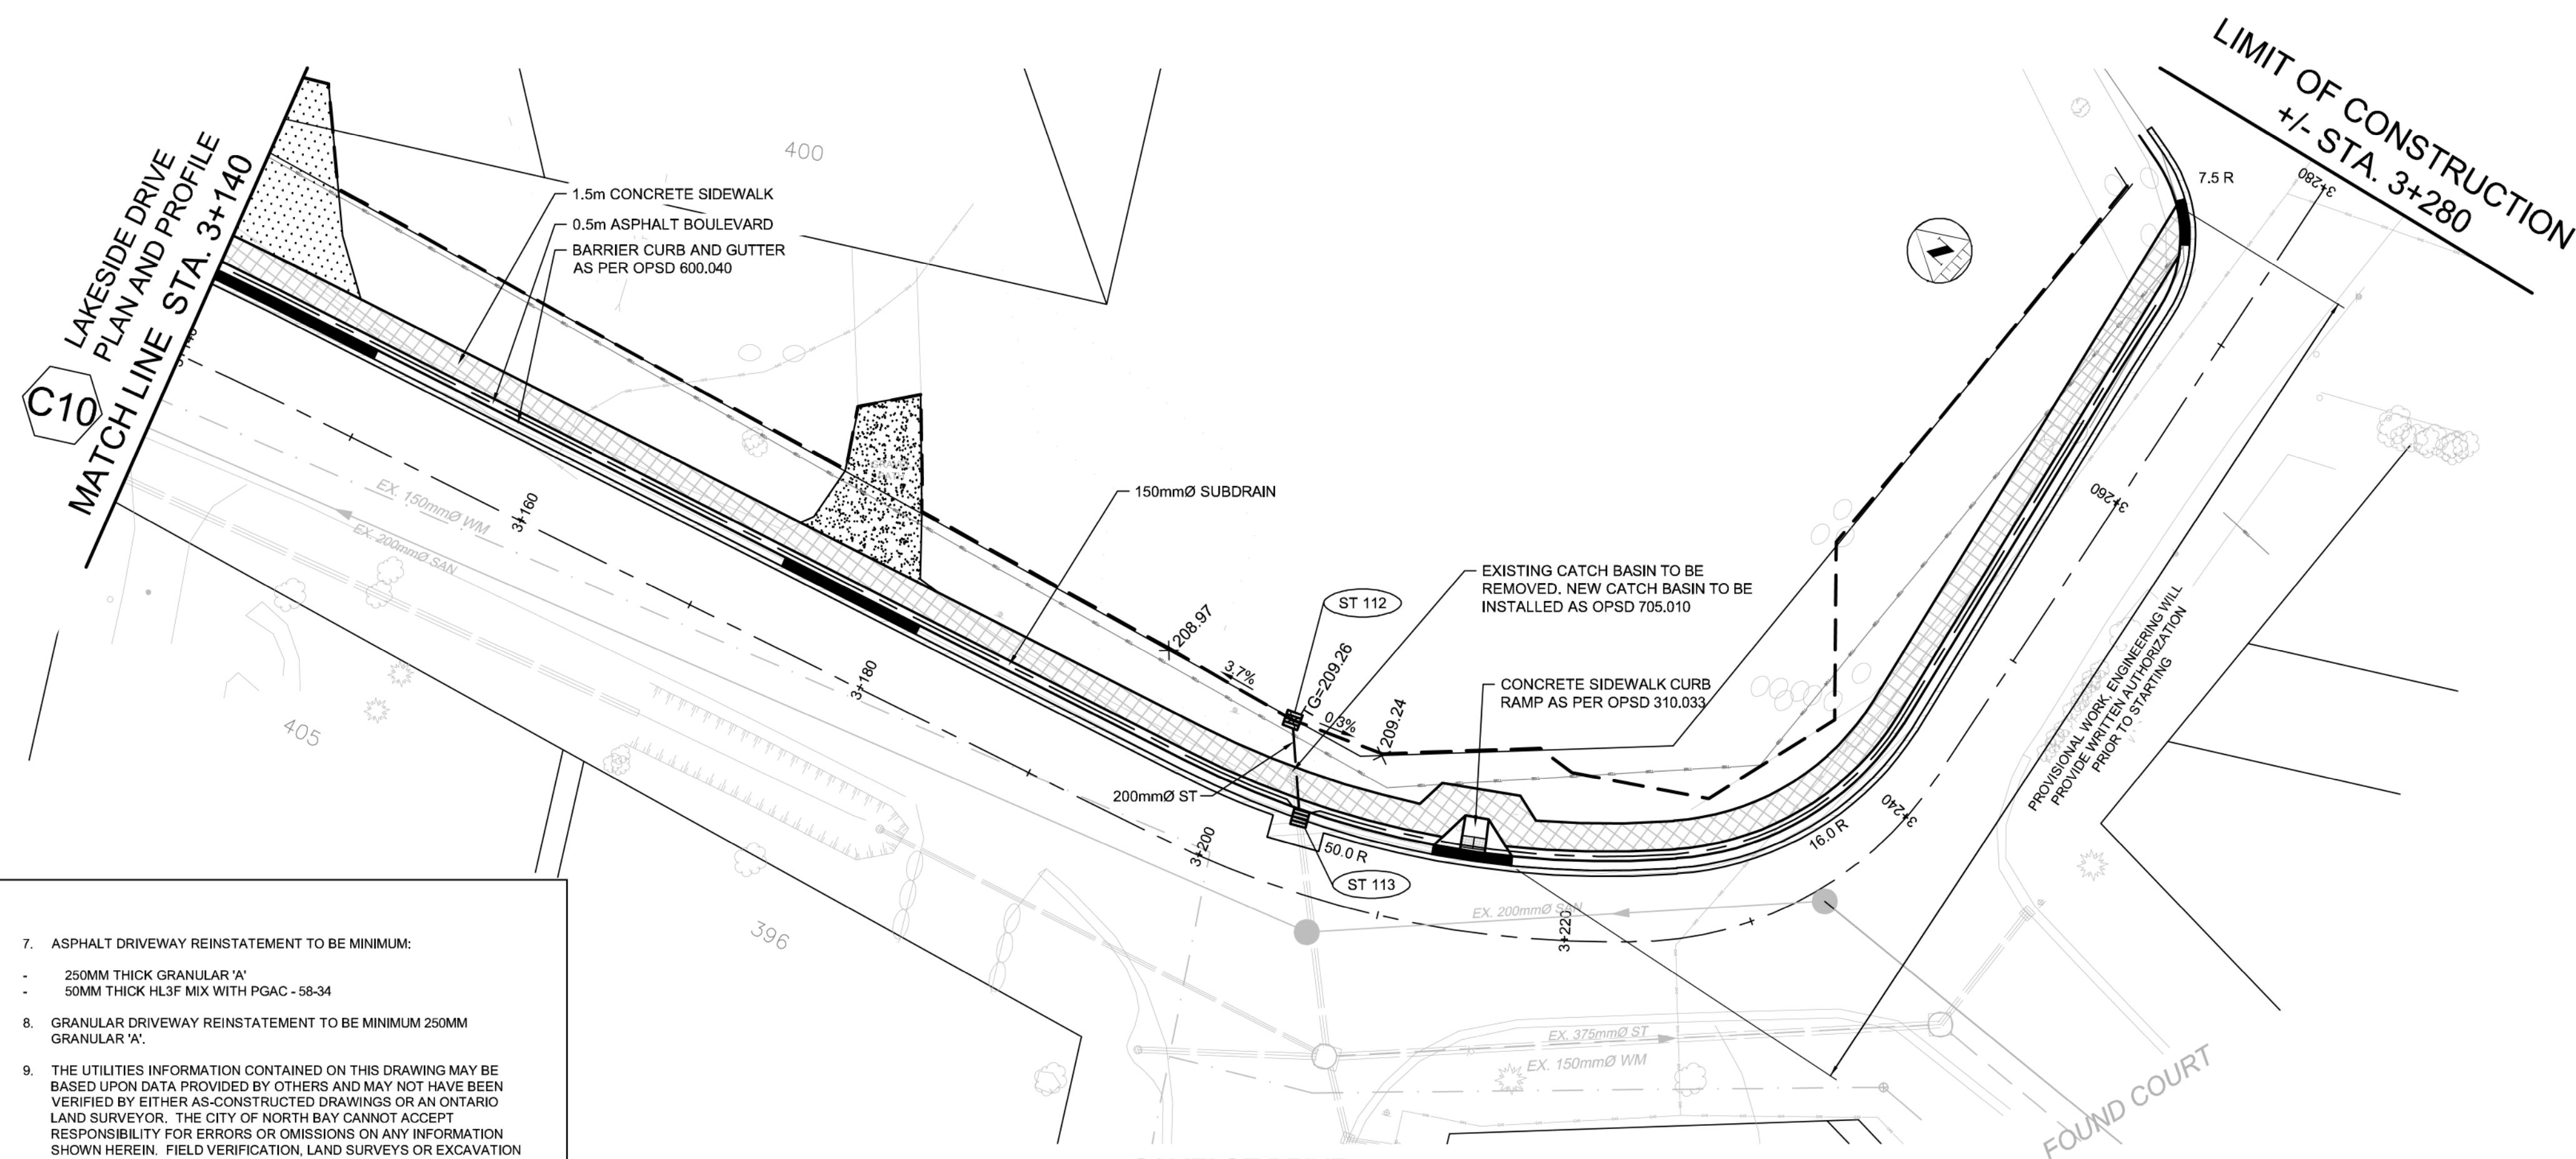 LIMIT OF CONSTRUCTION
+/- STA. 3+280
LAKESIDE DRIVE
PLAN AND PROFILE
MATCH LINE STA. 3+140
C10
400
1.5m CONCRETE SIDEWALK
0.5m ASPHALT BOULEVARD
BARRIER CURB AND GUTTER
AS PER OPSD 600.040
7.5 R
3+280
EX. 150mmØ WM
EX. 200mmØ SAN
3+160
150mmØ SUBDRAIN
3+260
EXISTING CATCH BASIN TO BE
REMOVED. NEW CATCH BASIN TO BE
INSTALLED AS OPSD 705.010
ST 112
208.97
3.7%
TG=209.26
0.3%
209.24
CONCRETE SIDEWALK CURB
RAMP AS PER OPSD 310.033
PROVISIONAL WORK. ENGINEERING WILL
PROVIDE WRITTEN AUTHORIZATION
PRIOR TO STARTING
3+180
405
200mmØ ST
3+200
50.0 R
ST 113
16.0 R
3+240
EX. 200mmØ SAN
3+220
396
EX. 375mmØ ST
EX. 150mmØ WM
FOUND COURT
7. ASPHALT DRIVEWAY REINSTATEMENT TO BE MINIMUM:
- 250MM THICK GRANULAR 'A'
- 50MM THICK HL3F MIX WITH PGAC - 58-34
8. GRANULAR DRIVEWAY REINSTATEMENT TO BE MINIMUM 250MM
GRANULAR 'A'.
9. THE UTILITIES INFORMATION CONTAINED ON THIS DRAWING MAY BE
BASED UPON DATA PROVIDED BY OTHERS AND MAY NOT HAVE BEEN
VERIFIED BY EITHER AS-CONSTRUCTED DRAWINGS OR AN ONTARIO
LAND SURVEYOR. THE CITY OF NORTH BAY CANNOT ACCEPT
RESPONSIBILITY FOR ERRORS OR OMISSIONS ON ANY INFORMATION
SHOWN HEREIN. FIELD VERIFICATION, LAND SURVEYS OR EXCAVATION